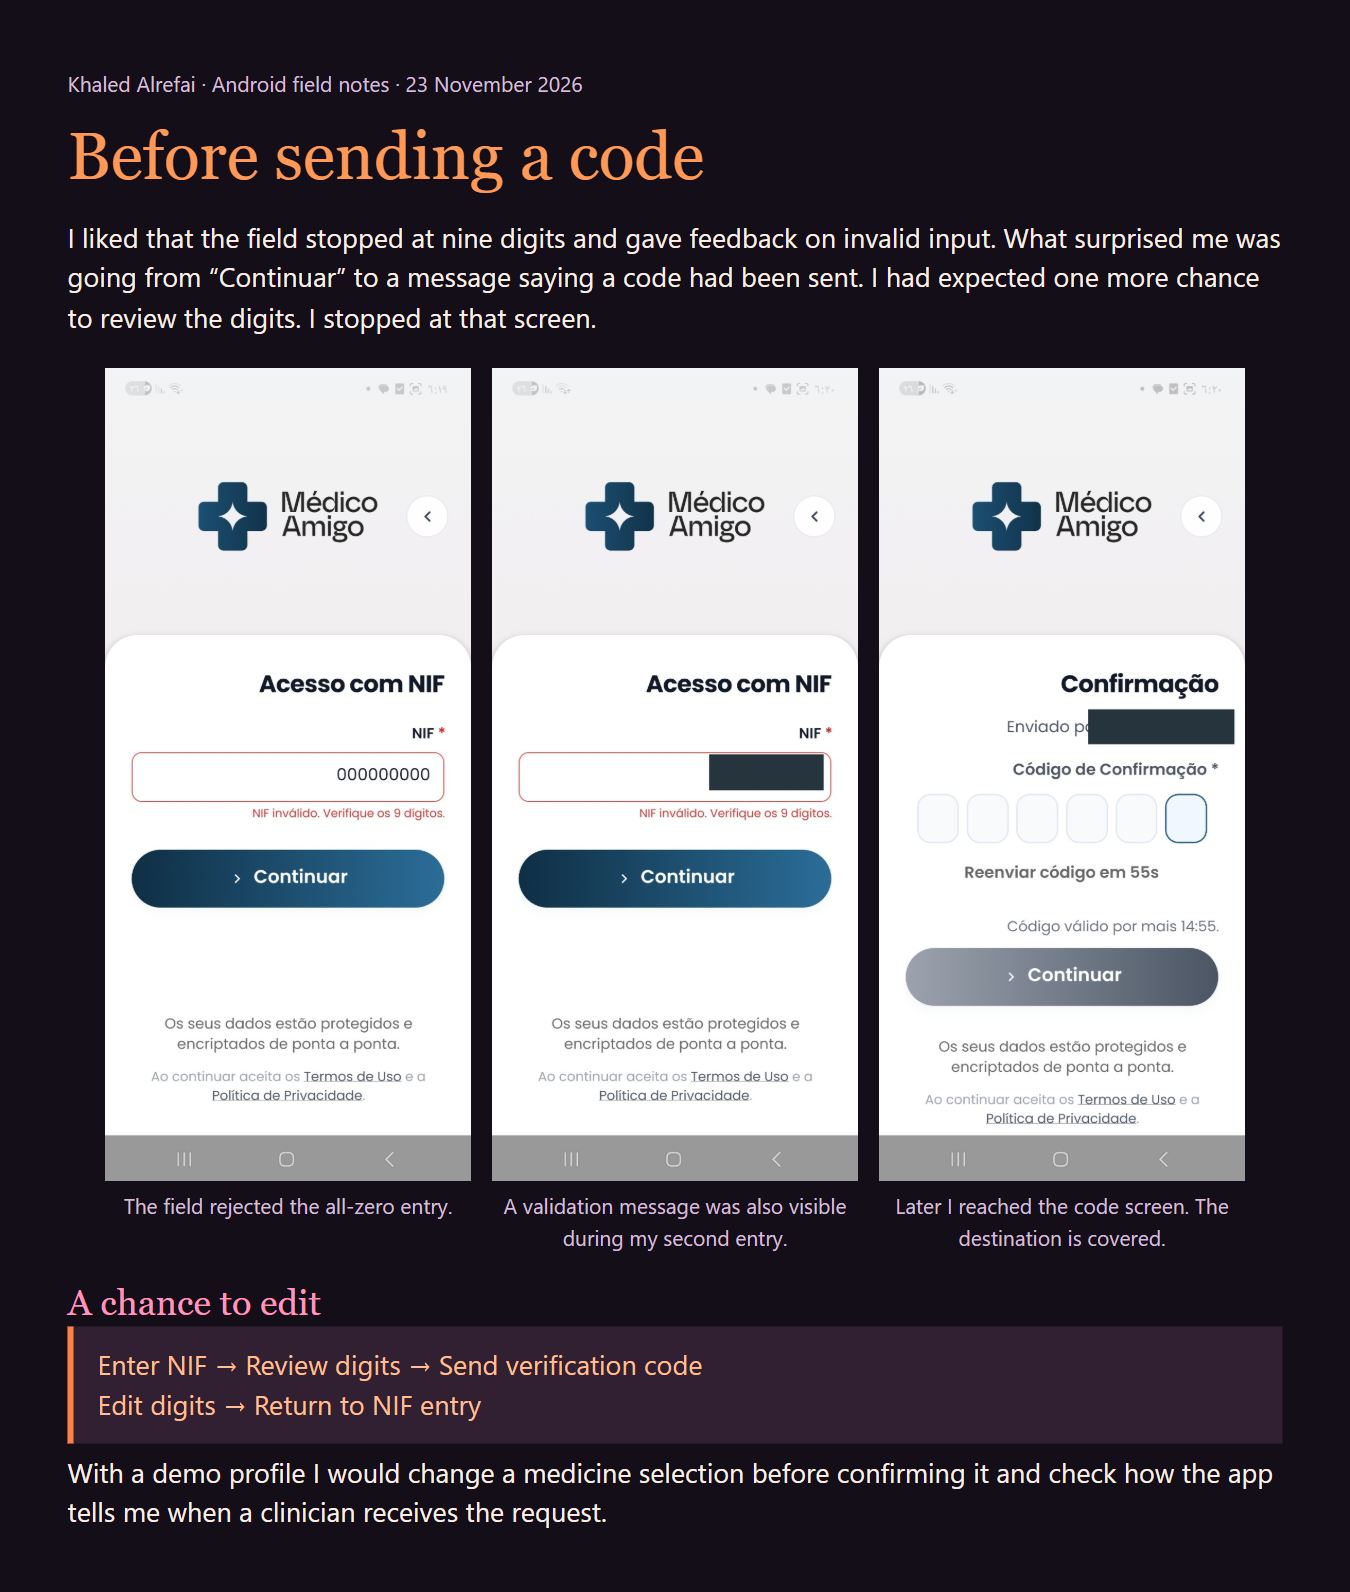 Khaled Alrefai · Android field notes · 23 November 2026
Before sending a code
I liked that the field stopped at nine digits and gave feedback on invalid input. What surprised me was
going from “Continuar” to a message saying a code had been sent. I had expected one more chance
to review the digits. I stopped at that screen.
٦:١٩
Médico
Amigo
Acesso com NIF
NIF *
000000000
NIF inválido. Verifique os 9 dígitos.
Continuar
Os seus dados estão protegidos e
encriptados de ponta a ponta.
Ao continuar aceita os Termos de Uso e a
Política de Privacidade.
The field rejected the all-zero entry.
٦:٢٠
Médico
Amigo
Acesso com NIF
NIF *
NIF inválido. Verifique os 9 dígitos.
Continuar
Os seus dados estão protegidos e
encriptados de ponta a ponta.
Ao continuar aceita os Termos de Uso e a
Política de Privacidade.
A validation message was also visible
during my second entry.
٦:٢٠
Médico
Amigo
Confirmação
Enviado
Código de Confirmação *
Reenviar código em 55s
Código válido por mais 14:55.
Continuar
Os seus dados estão protegidos e
encriptados de ponta a ponta.
Ao continuar aceita os Termos de Uso e a
Política de Privacidade.
Later I reached the code screen. The
destination is covered.
A chance to edit
Enter NIF → Review digits → Send verification code
Edit digits → Return to NIF entry
With a demo profile I would change a medicine selection before confirming it and check how the app
tells me when a clinician receives the request.